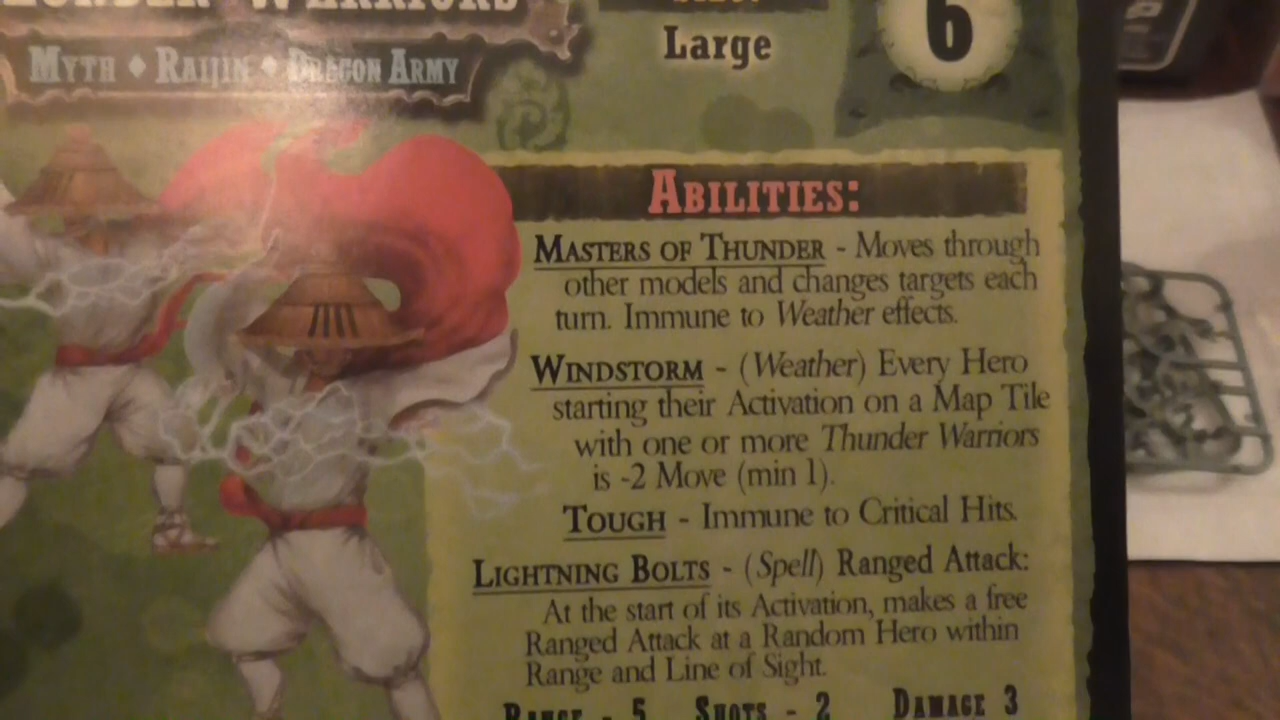 Warriors
Myth ♦ Raijin ♦ Dragon Army
Large
6
Abilities:
Masters of Thunder - Moves through
other models and changes targets each
turn. Immune to Weather effects.
Windstorm - (Weather) Every Hero
starting their Activation on a Map Tile
with one or more Thunder Warriors
is -2 Move (min 1).
Tough - Immune to Critical Hits.
Lightning Bolts - (Spell) Ranged Attack:
At the start of its Activation, makes a free
Ranged Attack at a Random Hero within
Range and Line of Sight.
Range - 5 Shots - 2 Damage 3